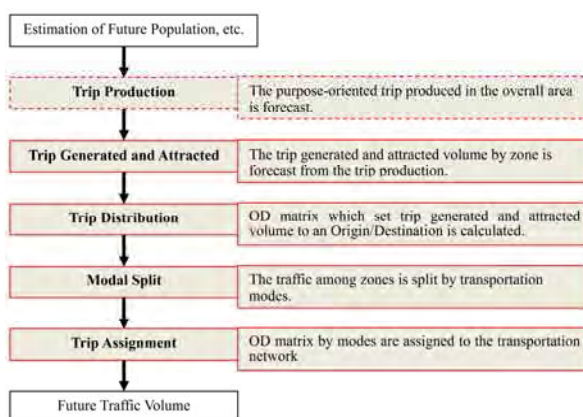 Estimation of Future Population, etc.
Trip Production
The purpose-oriented trip produced in the overall area
is forecast.
Trip Generated and Attracted
The trip generated and attracted volume by zone is
forecast from the trip production.
Trip Distribution
OD matrix which set trip generated and attracted
volume to an Origin/Destination is calculated.
Modal Split
The traffic among zones is split by transportation
modes.
Trip Assignment
OD matrix by modes are assigned to the transportation
network
Future Traffic Volume